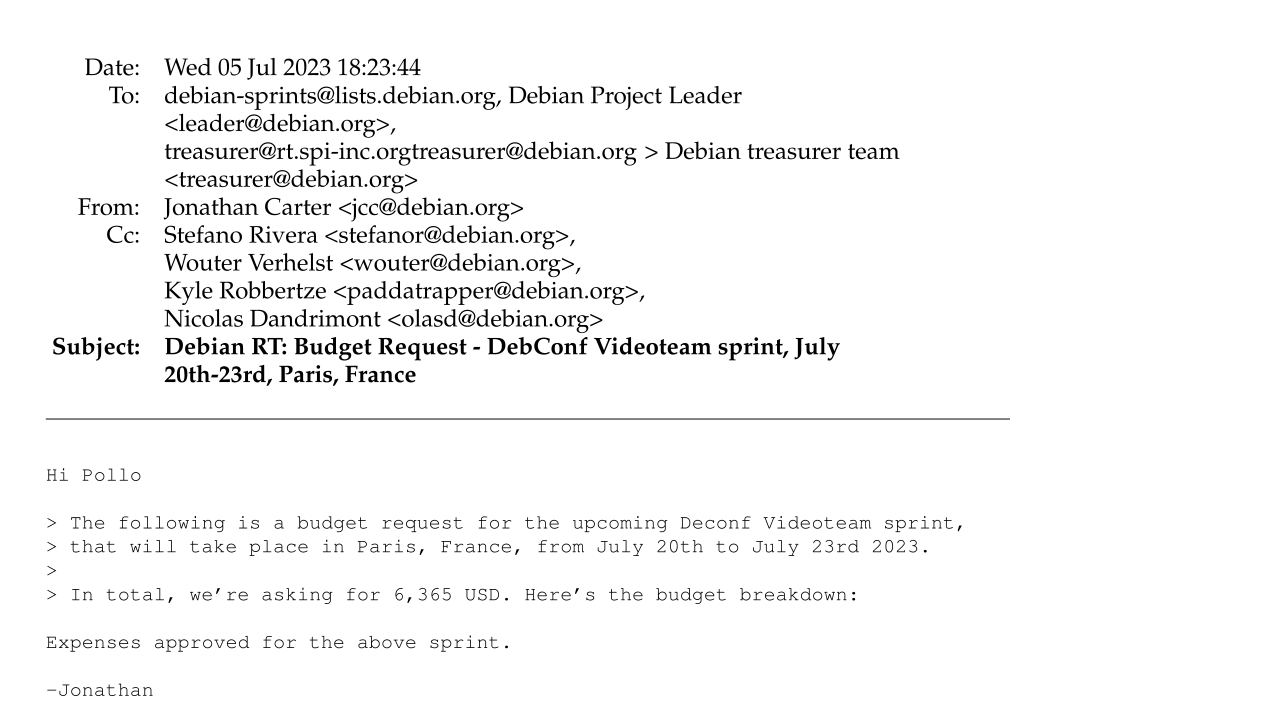 Date: Wed 05 Jul 2023 18:23:44
To: debian-sprints@lists.debian.org, Debian Project Leader
<leader@debian.org>,
treasurer@rt.spi-inc.orgtreasurer@debian.org > Debian treasurer team
<treasurer@debian.org>
From: Jonathan Carter <jcc@debian.org>
Cc: Stefano Rivera <stefanor@debian.org>,
Wouter Verhelst <wouter@debian.org>,
Kyle Robbertze <paddatrapper@debian.org>,
Nicolas Dandrimont <olasd@debian.org>
Subject: Debian RT: Budget Request - DebConf Videoteam sprint, July
20th-23rd, Paris, France
Hi Pollo
> The following is a budget request for the upcoming Deconf Videoteam sprint,
> that will take place in Paris, France, from July 20th to July 23rd 2023.
>
> In total, we’re asking for 6,365 USD. Here’s the budget breakdown:
Expenses approved for the above sprint.
-Jonathan